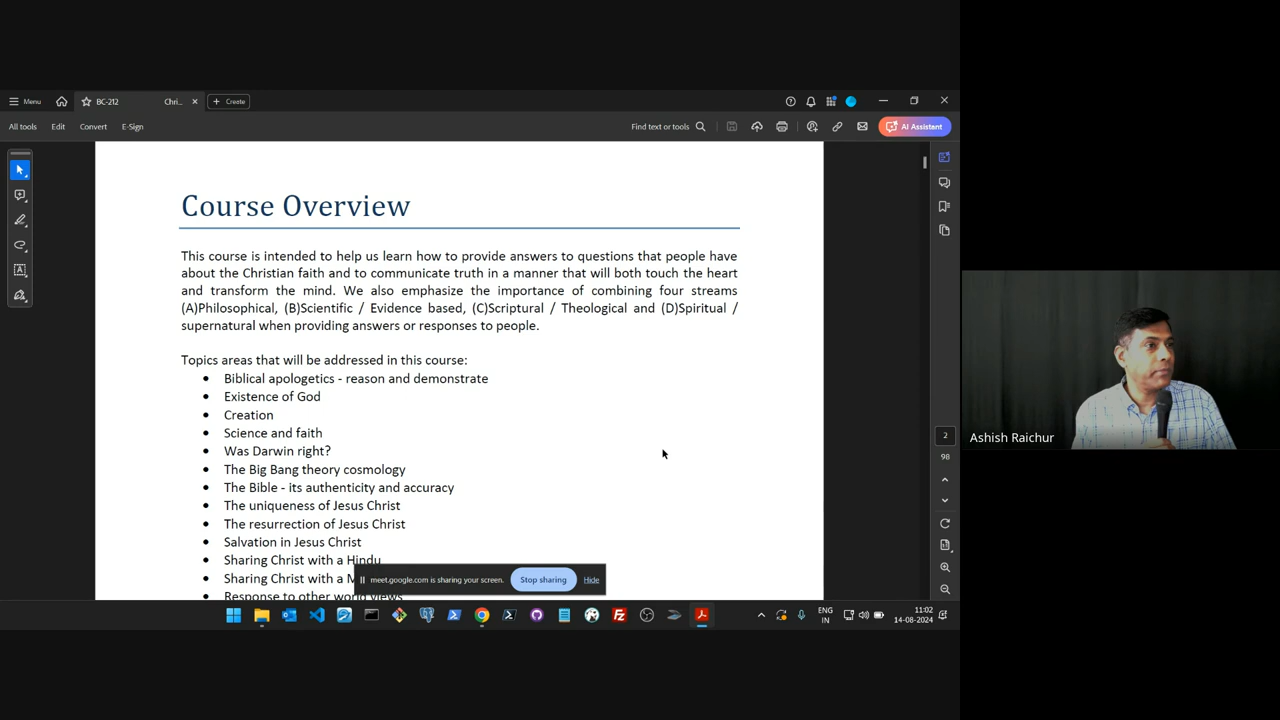 Menu
BC-212 Chri...
Create
All tools
Edit
Convert
E-Sign
Find text or tools
AI Assistant
Course Overview
This course is intended to help us learn how to provide answers to questions that people have
about the Christian faith and to communicate truth in a manner that will both touch the heart
and transform the mind. We also emphasize the importance of combining four streams
(A)Philosophical, (B)Scientific / Evidence based, (C)Scriptural / Theological and (D)Spiritual /
supernatural when providing answers or responses to people.
Topics areas that will be addressed in this course:
• Biblical apologetics - reason and demonstrate
• Existence of God
• Creation
• Science and faith
• Was Darwin right?
• The Big Bang theory cosmology
• The Bible - its authenticity and accuracy
• The uniqueness of Jesus Christ
• The resurrection of Jesus Christ
• Salvation in Jesus Christ
• Sharing Christ with a Hindu
• Sharing Christ with a M
• Response to other world views
meet.google.com is sharing your screen.
Stop sharing
Hide
2
98
ENG
IN
11:02
14-08-2024
Ashish Raichur